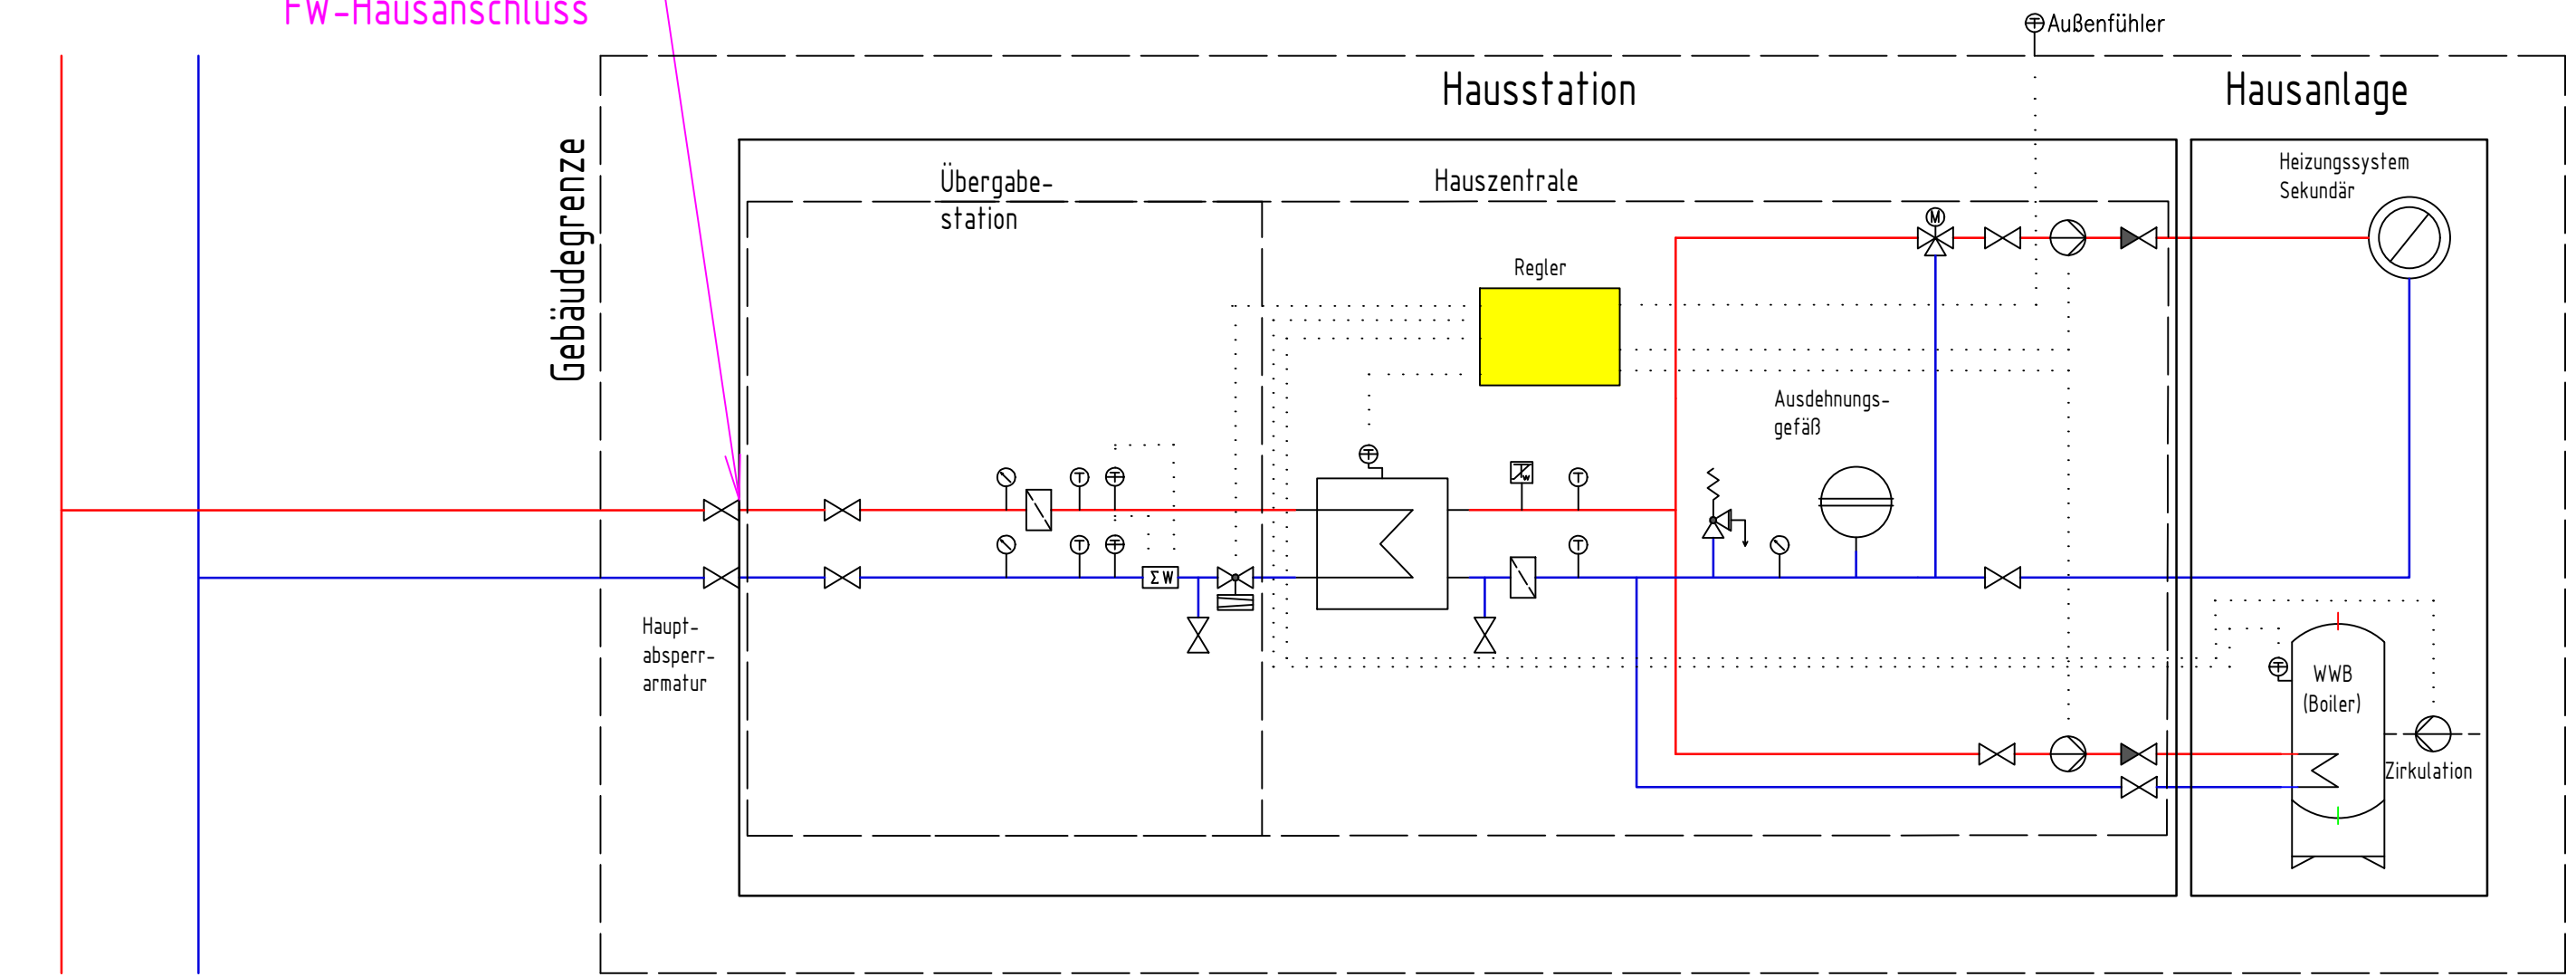 FW-Hausanschluss
Außenfühler
Hausstation
Hausanlage
Gebäudegrenze
Übergabe-
station
Hauszentrale
Heizungssystem
Sekundär
M
Regler
Ausdehnungs-
gefäß
T
T
T
W
T
T
T
T
T
ΣW
Haupt-
absperr-
armatur
T
WWB
(Boiler)
Zirkulation